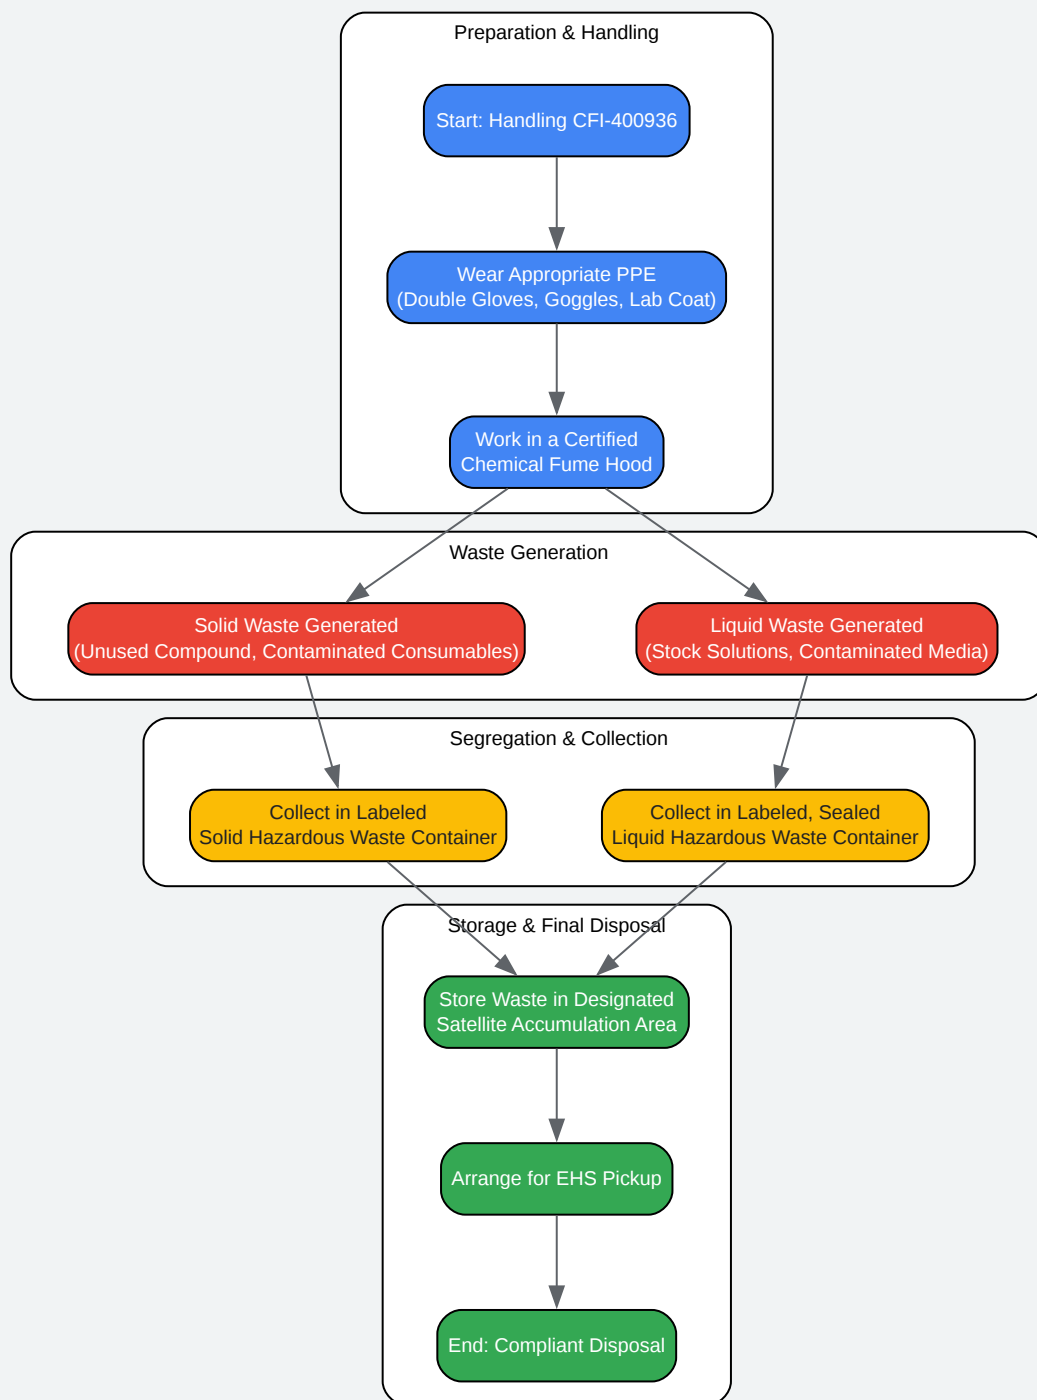 Preparation & Handling
Start: Handling CFI-400936
Wear Appropriate PPE
(Double Gloves, Goggles, Lab Coat)
Work in a Certified
Chemical Fume Hood
Waste Generation
Solid Waste Generated
(Unused Compound, Contaminated Consumables)
Liquid Waste Generated
(Stock Solutions, Contaminated Media)
Segregation & Collection
Collect in Labeled
Solid Hazardous Waste Container
Collect in Labeled, Sealed
Liquid Hazardous Waste Container
Storage & Final Disposal
Store Waste in Designated
Satellite Accumulation Area
Arrange for EHS Pickup
End: Compliant Disposal